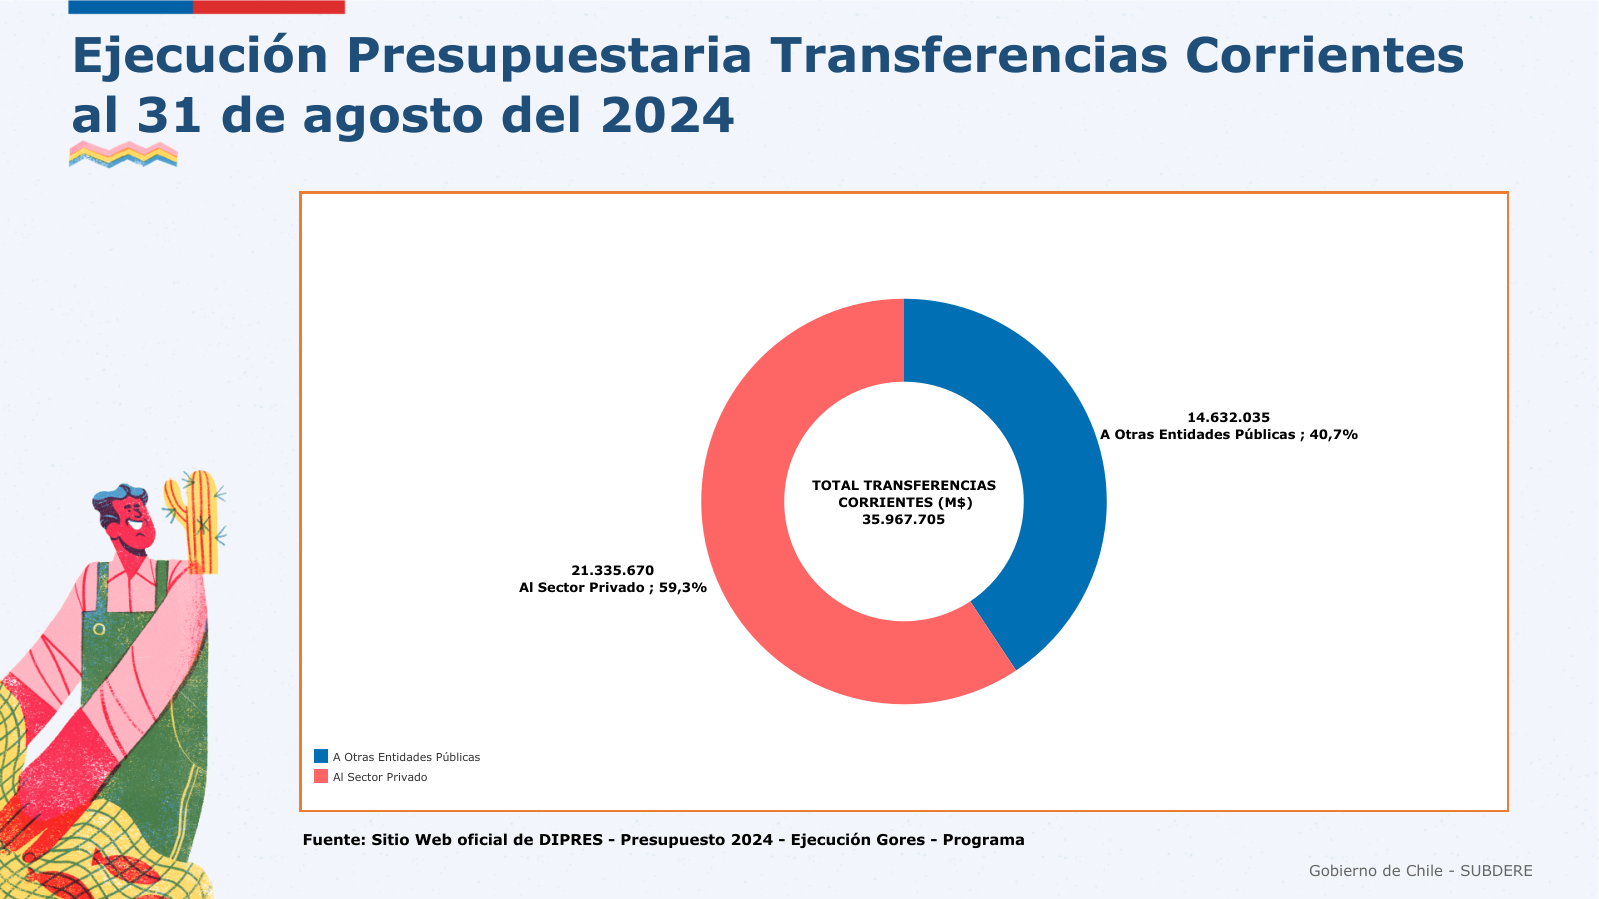 Ejecución Presupuestaria Transferencias Corrientes
al 31 de agosto del 2024
14.632.035
A Otras Entidades Públicas ; 40,7%
TOTAL TRANSFERENCIAS
CORRIENTES (M$)
35.967.705
21.335.670
Al Sector Privado ; 59,3%
A Otras Entidades Públicas
Al Sector Privado
Fuente: Sitio Web oficial de DIPRES - Presupuesto 2024 - Ejecución Gores - Programa
Gobierno de Chile - SUBDERE